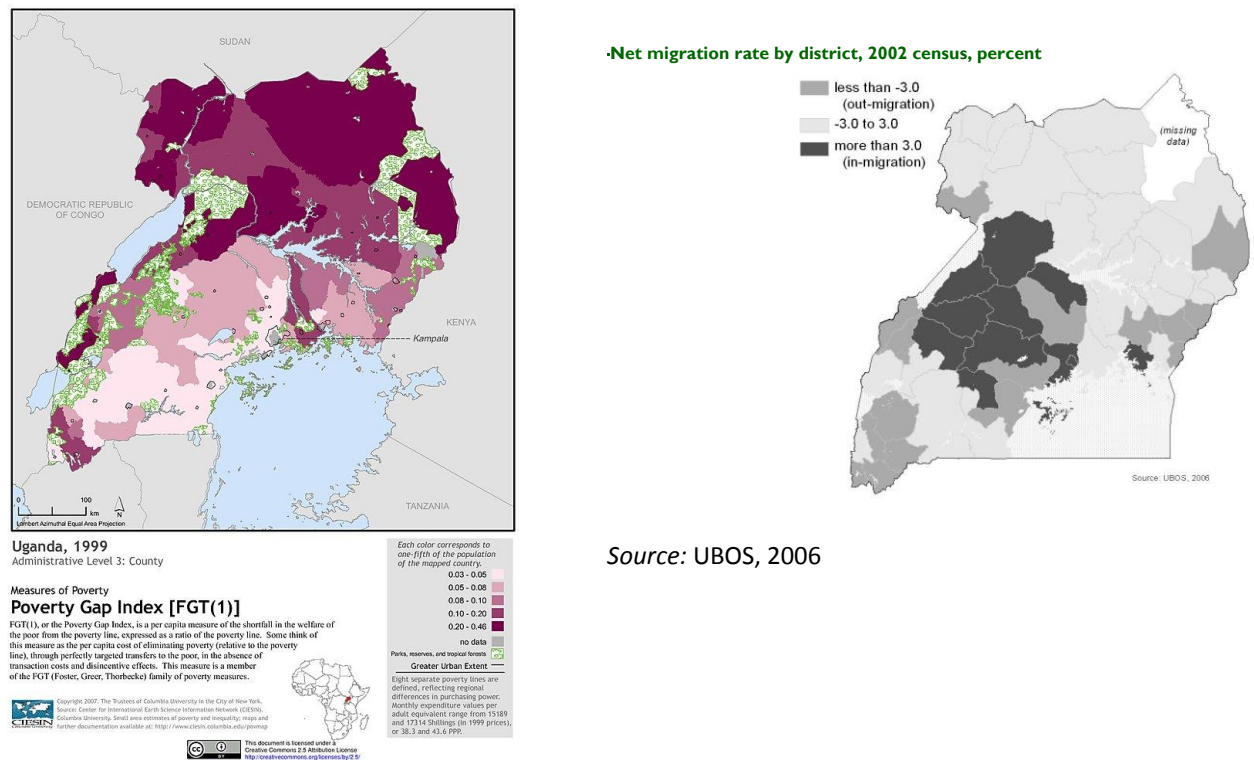 SUDAN
DEMOCRATIC REPUBLIC
OF CONGO
KENYA
Kampala
TANZANIA
0 100
km
N
Lambert Azimuthal Equal Area Projection
Uganda, 1999
Administrative Level 3: County
Measures of Poverty
Poverty Gap Index [FGT(1)]
FGT(1), or the Poverty Gap Index, is a per capita measure of the shortfall in the welfare of
the poor from the poverty line, expressed as a ratio of the poverty line. Some think of
this measure as the per capita cost of eliminating poverty (relative to the poverty
line), through perfectly targeted transfers to the poor, in the absence of
transaction costs and disincentive effects. This measure is a member
of the FGT (Foster, Greer, Thorbecke) family of poverty measures.
CIESIN
Copyright 2007. The Trustees of Columbia University in the City of New York.
Source: Center for International Earth Science Information Network (CIESIN),
Columbia University. Small area estimates of poverty and inequality; maps and
further documentation available at: http://www.ciesin.columbia.edu/povmap
cc
BY
This document is licensed under a
Creative Commons 2.5 Attribution License
http://creativecommons.org/licenses/by/2.5/
Each color corresponds to
one-fifth of the population
of the mapped country.
0.03 - 0.05
0.05 - 0.08
0.08 - 0.10
0.10 - 0.20
0.20 - 0.46
no data
Parks, reserves, and tropical forests
Greater Urban Extent
Eight separate poverty lines are
defined, reflecting regional
differences in purchasing power.
Monthly expenditure values per
adult equivalent range from 15189
and 17314 Shillings (in 1999 prices),
or 38.3 and 43.6 PPP.
▪Net migration rate by district, 2002 census, percent
less than -3.0
(out-migration)
-3.0 to 3.0
more than 3.0
(in-migration)
(missing
data)
Source: UBOS, 2006
Source: UBOS, 2006